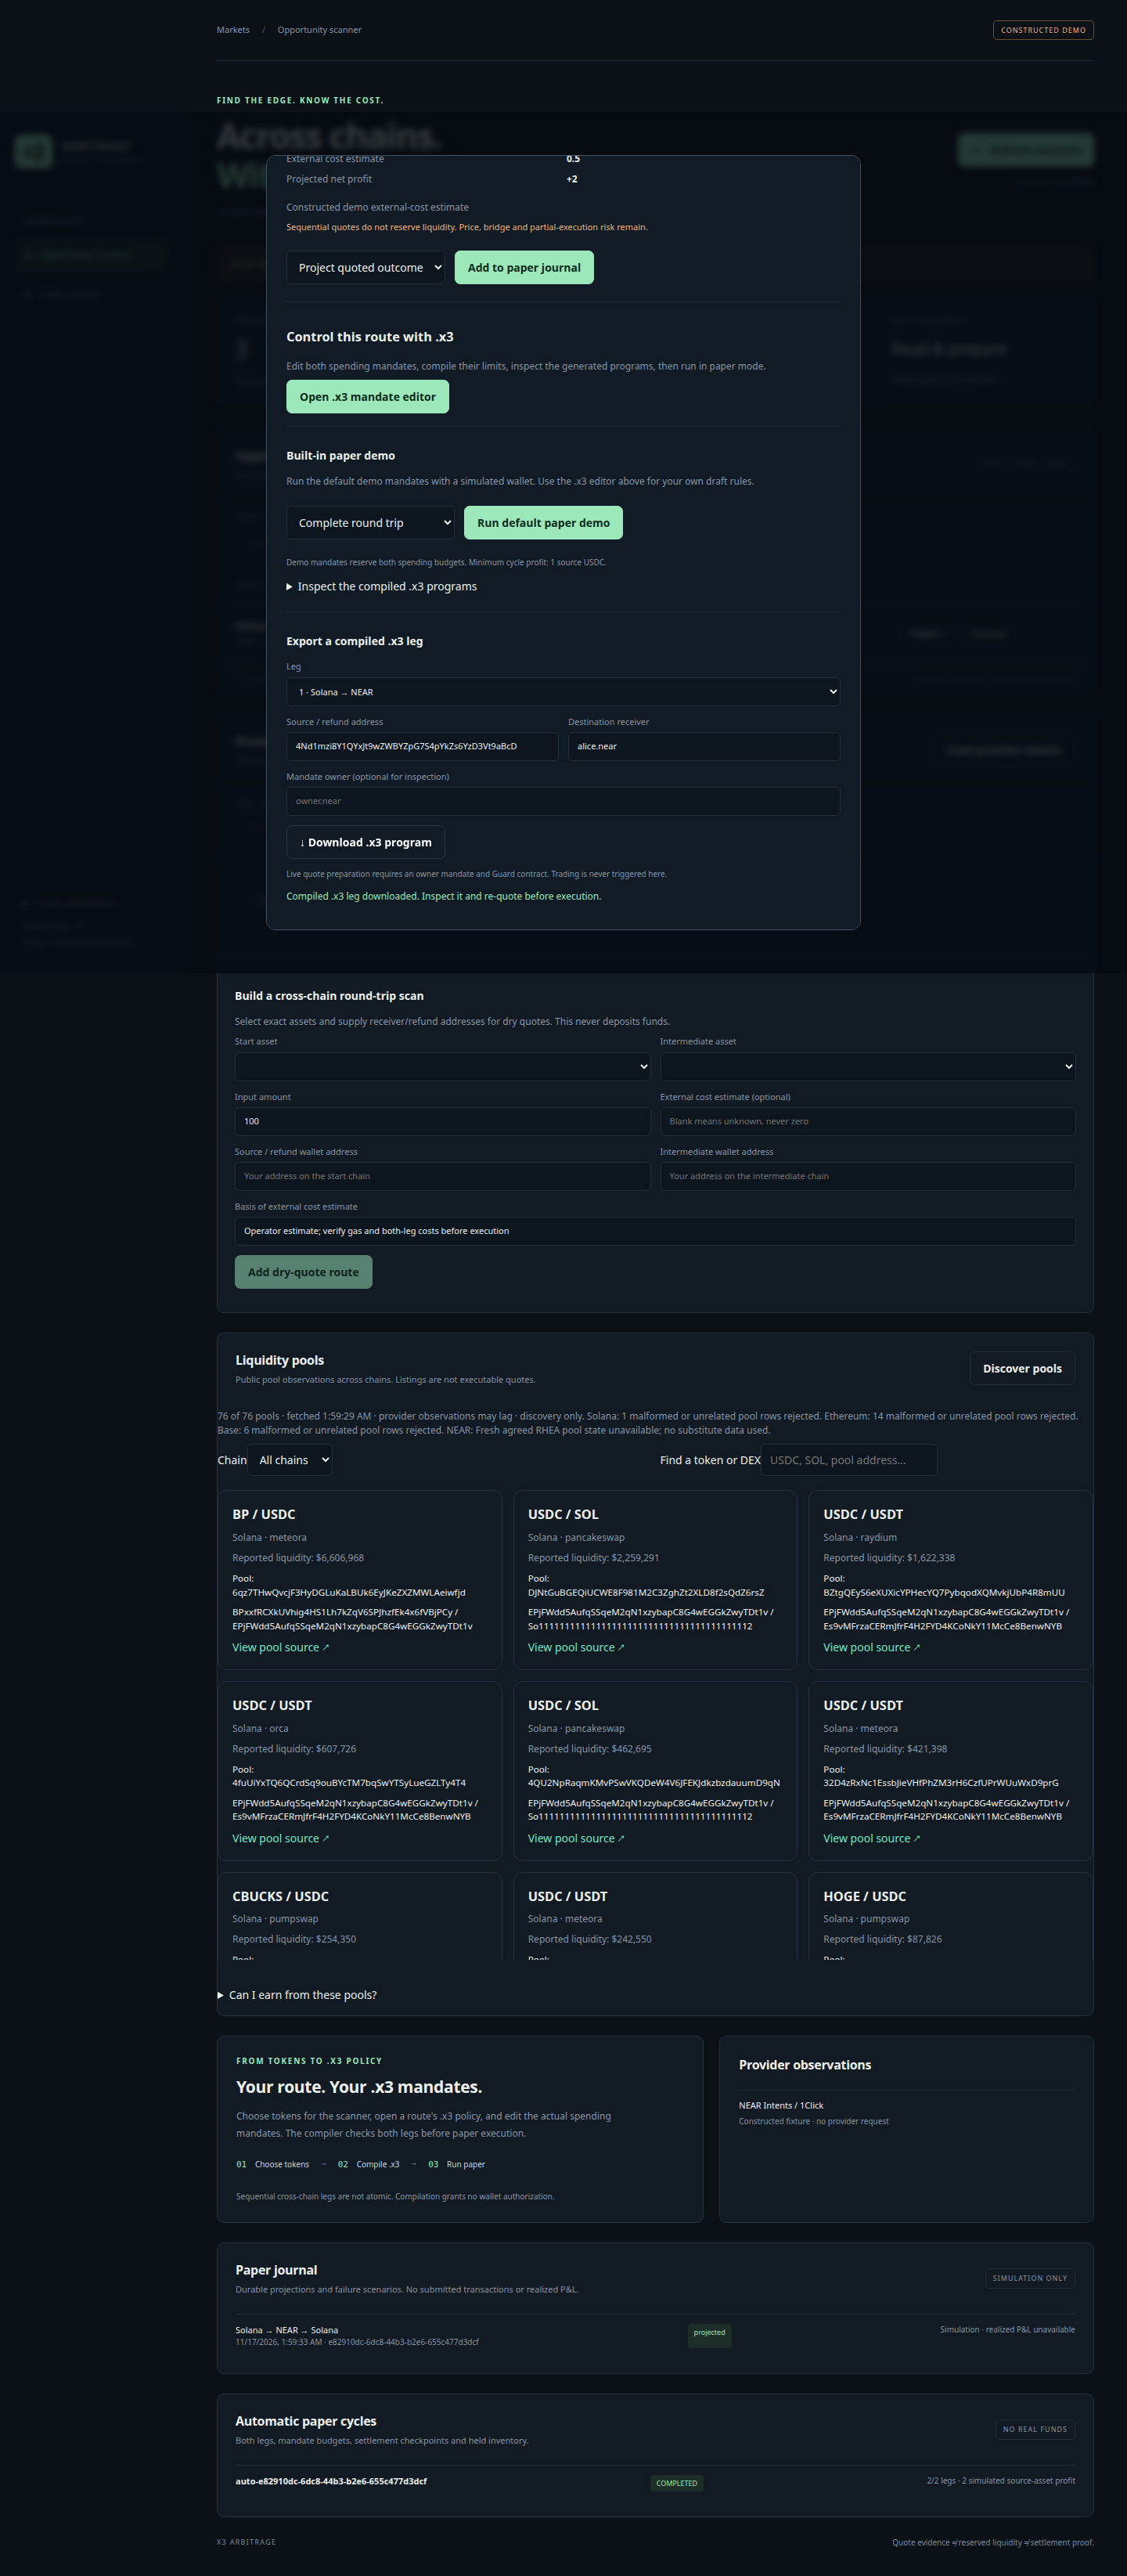 Markets / Opportunity scanner
CONSTRUCTED DEMO
FIND THE EDGE. KNOW THE COST.
Across chains.
External cost estimate 0.5
Projected net profit +2
Constructed demo external-cost estimate
Sequential quotes do not reserve liquidity. Price, bridge and partial-execution risk remain.
Project quoted outcome Add to paper journal
Control this route with .x3
Edit both spending mandates, compile their limits, inspect the generated programs, then run in paper mode.
Open .x3 mandate editor
Built-in paper demo
Run the default demo mandates with a simulated wallet. Use the .x3 editor above for your own draft rules.
Complete round trip Run default paper demo
Demo mandates reserve both spending budgets. Minimum cycle profit: 1 source USDC.
▶ Inspect the compiled .x3 programs
Export a compiled .x3 leg
Leg
1 · Solana → NEAR
Source / refund address Destination receiver
4Nd1mzi8Y1QYxJt9wZWBYZpG7S4pYkZs6YzD3Vt9aBcD alice.near
Mandate owner (optional for inspection)
owner.near
↓ Download .x3 program
Live quote preparation requires an owner mandate and Guard contract. Trading is never triggered here.
Compiled .x3 leg downloaded. Inspect it and re-quote before execution.
Build a cross-chain round-trip scan
Select exact assets and supply receiver/refund addresses for dry quotes. This never deposits funds.
Start asset Intermediate asset
Input amount External cost estimate (optional)
100 Blank means unknown, never zero
Source / refund wallet address Intermediate wallet address
Your address on the start chain Your address on the intermediate chain
Basis of external cost estimate
Operator estimate; verify gas and both-leg costs before execution
Add dry-quote route
Liquidity pools
Public pool observations across chains. Listings are not executable quotes.
Discover pools
76 of 76 pools · fetched 1:59:29 AM · provider observations may lag · discovery only. Solana: 1 malformed or unrelated pool rows rejected. Ethereum: 14 malformed or unrelated pool rows rejected.
Base: 6 malformed or unrelated pool rows rejected. NEAR: Fresh agreed RHEA pool state unavailable; no substitute data used.
Chain All chains Find a token or DEX USDC, SOL, pool address...
BP / USDC
Solana · meteora
Reported liquidity: $6,606,968
Pool:
6qz7THwQvcjF3HyDGLuKaLBUk6EyJKeZXZMWLAeiwfjd
BPxxfRCXkUVhig4HS1Lh7kZqV6SPJhzfEk4x6fVBjPCy /
EPjFWdd5AufqSSqeM2qN1xzybapC8G4wEGGkZwyTDt1v
View pool source ↗
USDC / SOL
Solana · pancakeswap
Reported liquidity: $2,259,291
Pool:
DJNtGuBGEQiUCWE8F981M2C3ZghZt2XLD8f2sQdZ6rsZ
EPjFWdd5AufqSSqeM2qN1xzybapC8G4wEGGkZwyTDt1v /
So11111111111111111111111111111111111111112
View pool source ↗
USDC / USDT
Solana · raydium
Reported liquidity: $1,622,338
Pool:
BZtgQEyS6eXUXicYPHecYQ7PybqodXQMvkjUbP4R8mUU
EPjFWdd5AufqSSqeM2qN1xzybapC8G4wEGGkZwyTDt1v /
Es9vMFrzaCERmJfrF4H2FYD4KCoNkY11McCe8BenwNYB
View pool source ↗
USDC / USDT
Solana · orca
Reported liquidity: $607,726
Pool:
4fuUiYxTQ6QCrdSq9ouBYcTM7bqSwYTSyLueGZLTy4T4
EPjFWdd5AufqSSqeM2qN1xzybapC8G4wEGGkZwyTDt1v /
Es9vMFrzaCERmJfrF4H2FYD4KCoNkY11McCe8BenwNYB
View pool source ↗
USDC / SOL
Solana · pancakeswap
Reported liquidity: $462,695
Pool:
4QU2NpRaqmKMvPSwVKQDeW4V6JFEKJdkzbzdauumD9qN
EPjFWdd5AufqSSqeM2qN1xzybapC8G4wEGGkZwyTDt1v /
So11111111111111111111111111111111111111112
View pool source ↗
USDC / USDT
Solana · meteora
Reported liquidity: $421,398
Pool:
32D4zRxNc1EssbJieVHfPhZM3rH6CzfUPrWUuWxD9prG
EPjFWdd5AufqSSqeM2qN1xzybapC8G4wEGGkZwyTDt1v /
Es9vMFrzaCERmJfrF4H2FYD4KCoNkY11McCe8BenwNYB
View pool source ↗
CBUCKS / USDC
Solana · pumpswap
Reported liquidity: $254,350
Pool:
USDC / USDT
Solana · meteora
Reported liquidity: $242,550
Pool:
HOGE / USDC
Solana · pumpswap
Reported liquidity: $87,826
Pool:
▶ Can I earn from these pools?
FROM TOKENS TO .X3 POLICY
Your route. Your .x3 mandates.
Choose tokens for the scanner, open a route's .x3 policy, and edit the actual spending
mandates. The compiler checks both legs before paper execution.
01 Choose tokens → 02 Compile .x3 → 03 Run paper
Sequential cross-chain legs are not atomic. Compilation grants no wallet authorization.
Provider observations
NEAR Intents / 1Click
Constructed fixture · no provider request
Paper journal
Durable projections and failure scenarios. No submitted transactions or realized P&L.
SIMULATION ONLY
Solana → NEAR → Solana
11/17/2026, 1:59:33 AM · e82910dc-6dc8-44b3-b2e6-655c477d3dcf
projected
Simulation · realized P&L unavailable
Automatic paper cycles
Both legs, mandate budgets, settlement checkpoints and held inventory.
NO REAL FUNDS
auto-e82910dc-6dc8-44b3-b2e6-655c477d3dcf
COMPLETED
2/2 legs · 2 simulated source-asset profit
X3 ARBITRAGE
Quote evidence ≠ reserved liquidity ≠ settlement proof.